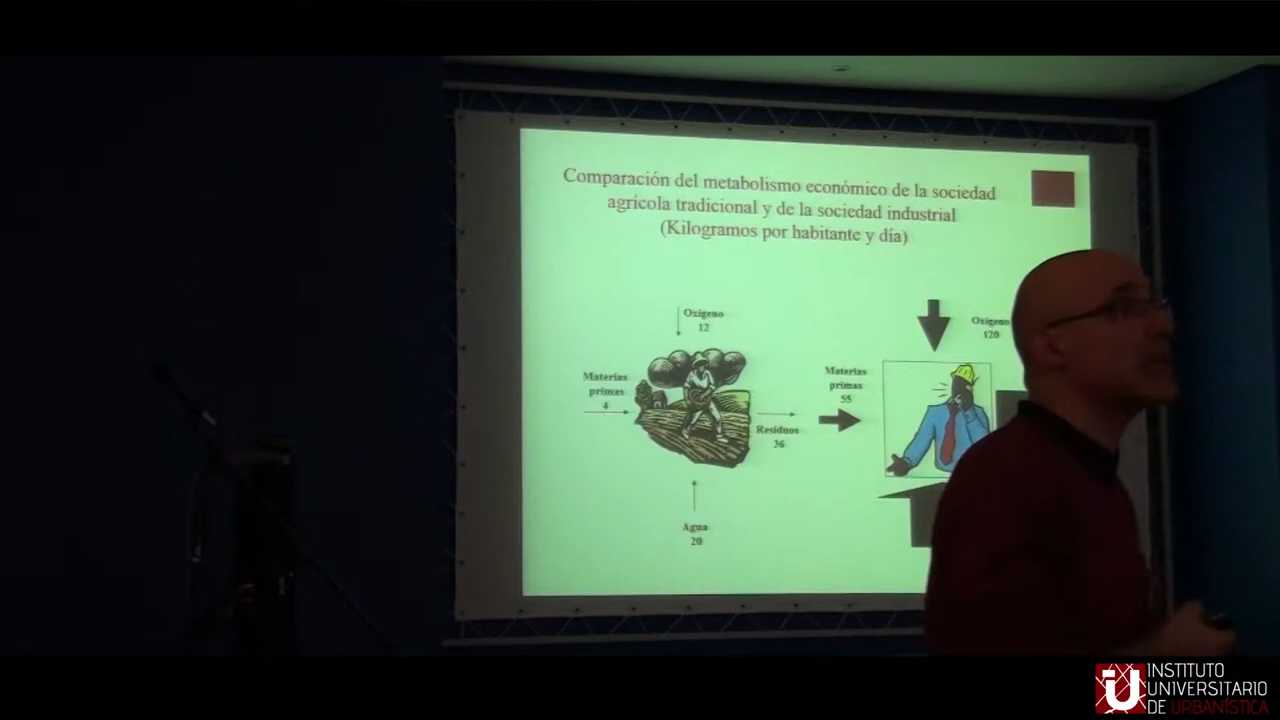 Comparación del metabolismo económico de la sociedad
agrícola tradicional y de la sociedad industrial
(Kilogramos por habitante y día)
Oxígeno
12
Materias
primas
4
Residuos
36
Agua
20
Oxígeno
120
Materias
primas
55
INSTITUTO
UNIVERSITARIO
DE URBANÍSTICA